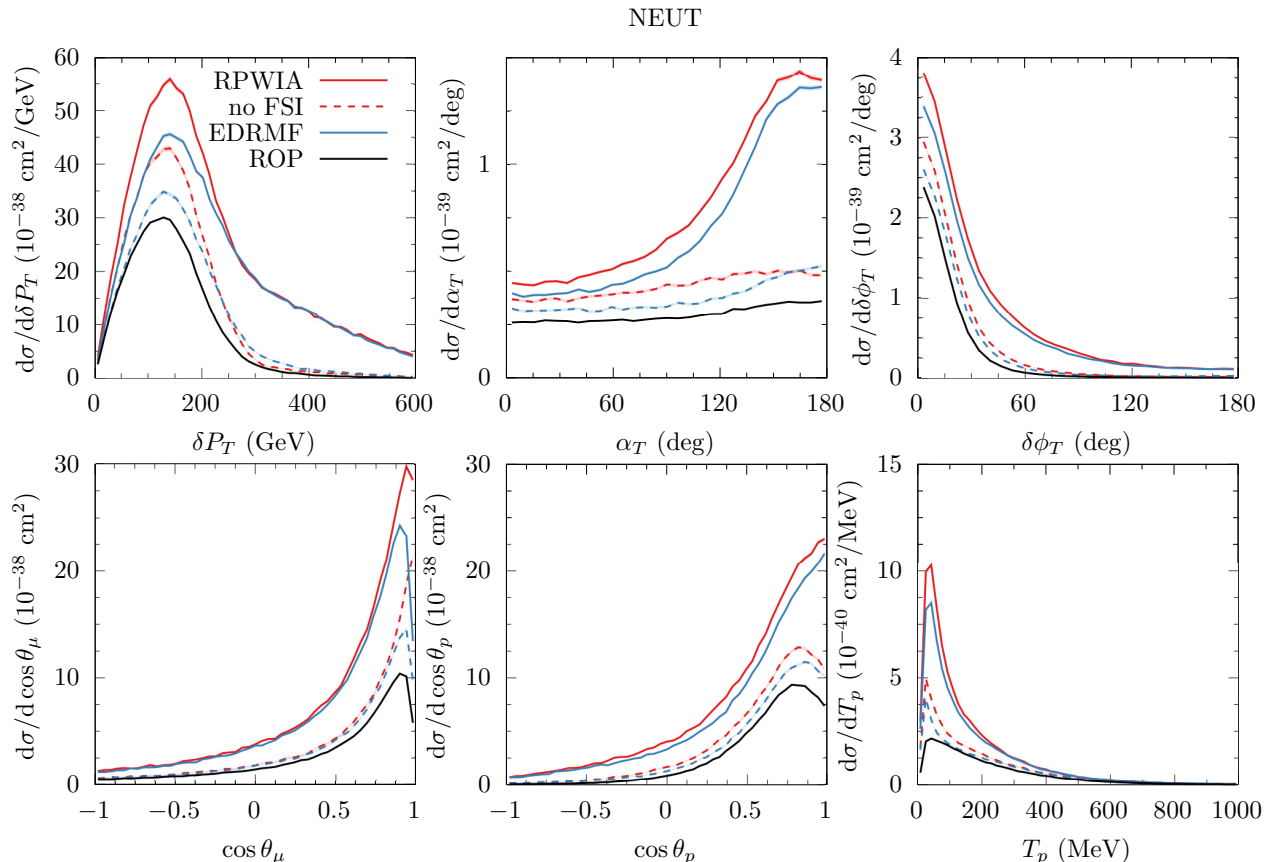 NEUT
dσ/dδP_T (10^−38 cm^2/GeV)
60
50
40
30
20
10
0
RPWIA
no FSI
EDRMF
ROP
0 200 400 600
δP_T (GeV)
dσ/dα_T (10^−39 cm^2/deg)
1
0
0 60 120 180
α_T (deg)
dσ/dδϕ_T (10^−39 cm^2/deg)
4
3
2
1
0
0 60 120 180
δϕ_T (deg)
dσ/d cos θ_μ (10^−38 cm^2)
30
20
10
0
−1 −0.5 0 0.5 1
cos θ_μ
dσ/d cos θ_p (10^−38 cm^2)
30
20
10
0
−1 −0.5 0 0.5 1
cos θ_p
dσ/dT_p (10^−40 cm^2/MeV)
15
10
5
0
0 200 400 600 800 1000
T_p (MeV)